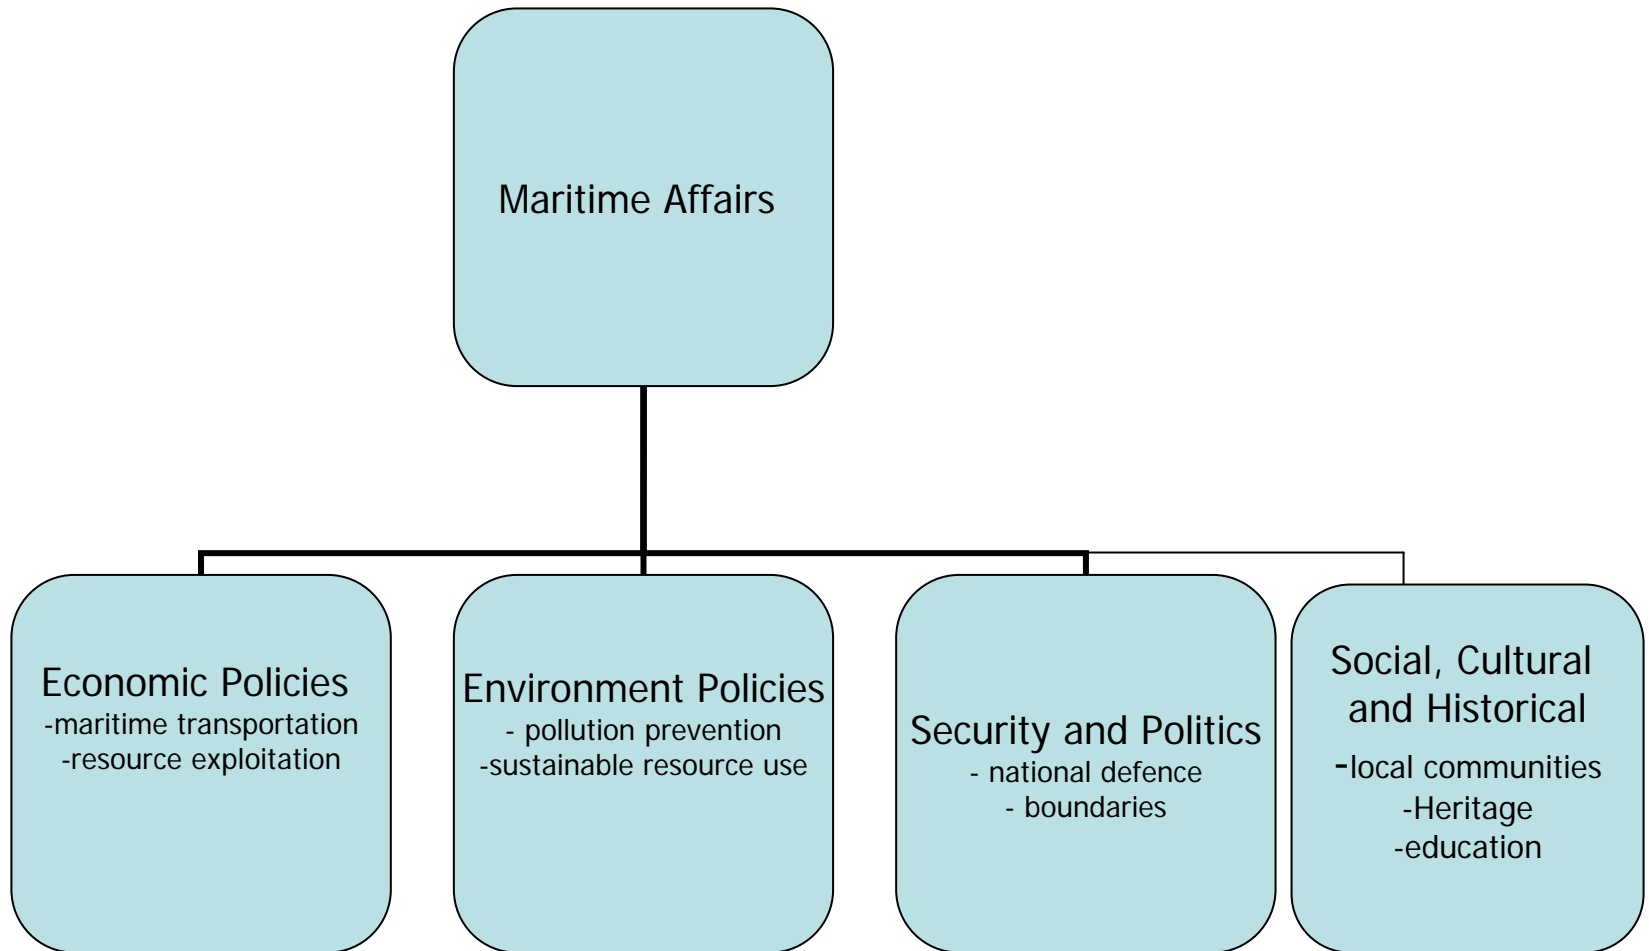 Maritime Affairs
Economic Policies
-maritime transportation
-resource exploitation
Environment Policies
- pollution prevention
-sustainable resource use
Security and Politics
- national defence
- boundaries
Social, Cultural
and Historical
-local communities
-Heritage
-education